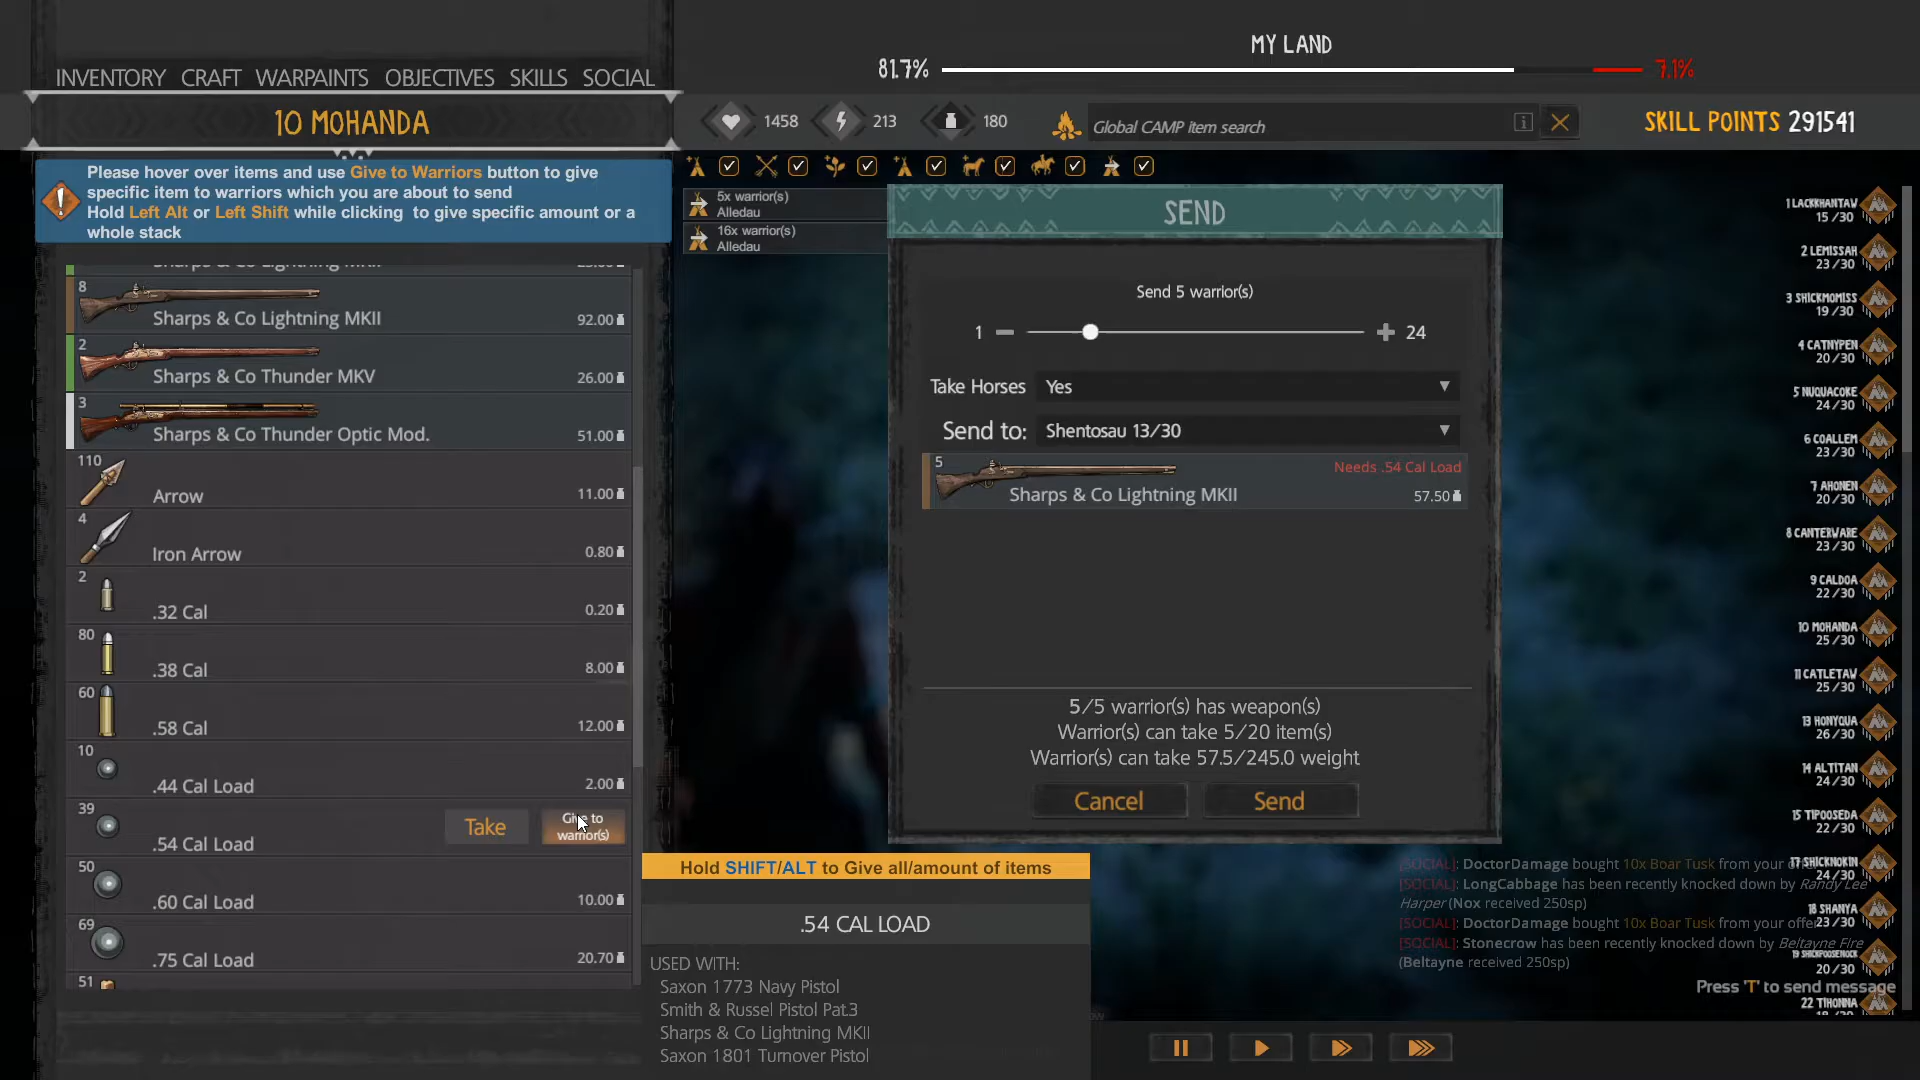 MY LAND
81.7%
7.1%
INVENTORY CRAFT WARPAINTS OBJECTIVES SKILLS SOCIAL
10 MOHANDA
1458
213
180
Global CAMP item search
SKILL POINTS 291541
Please hover over items and use Give to Warriors button to give
specific item to warriors which you are about to send
Hold Left Alt or Left Shift while clicking to give specific amount or a
whole stack
5x warrior(s)
Alledau
16x warrior(s)
Alledau
8
Sharps & Co Lightning MKII
92.00
2
Sharps & Co Thunder MKV
26.00
3
Sharps & Co Thunder Optic Mod.
51.00
110
Arrow
11.00
4
Iron Arrow
0.80
2
.32 Cal
0.20
80
.38 Cal
8.00
60
.58 Cal
12.00
10
.44 Cal Load
2.00
39
.54 Cal Load
Take
Give to
warrior(s)
50
.60 Cal Load
10.00
69
.75 Cal Load
20.70
51
SEND
Send 5 warrior(s)
1
24
Take Horses Yes
Send to: Shentosau 13/30
5
Needs .54 Cal Load
Sharps & Co Lightning MKII
57.50
5/5 warrior(s) has weapon(s)
Warrior(s) can take 5/20 item(s)
Warrior(s) can take 57.5/245.0 weight
Cancel
Send
Hold SHIFT/ALT to Give all/amount of items
.54 CAL LOAD
USED WITH:
Saxon 1773 Navy Pistol
Smith & Russel Pistol Pat.3
Sharps & Co Lightning MKII
Saxon 1801 Turnover Pistol
1 LACKKHANTAW
15/30
2 LEMISSAH
23/30
3 SHICKMOMISS
19/30
4 CATNYPEN
20/30
5 NUQUACOKE
24/30
6 COALLEM
23/30
7 AHONEN
20/30
8 CANTERWARE
23/30
9 CALDOA
22/30
10 MOHANDA
25/30
11 CATLETAW
25/30
13 HONYQUA
26/30
14 ALTITAN
24/30
15 TIPOOSEDA
22/30
17 SHICKNOKIN
24/30
18 SHANYA
23/30
19 SHICKPOOSENOCK
20/30
22 TIHONNA
[SOCIAL]: DoctorDamage bought 10x Boar Tusk from your offer
[SOCIAL]: LongCabbage has been recently knocked down by Randy Lee
Harper (Nox received 250sp)
[SOCIAL]: DoctorDamage bought 10x Boar Tusk from your offer
[SOCIAL]: Stonecrow has been recently knocked down by Beltayne Fire
(Beltayne received 250sp)
Press 'T' to send message